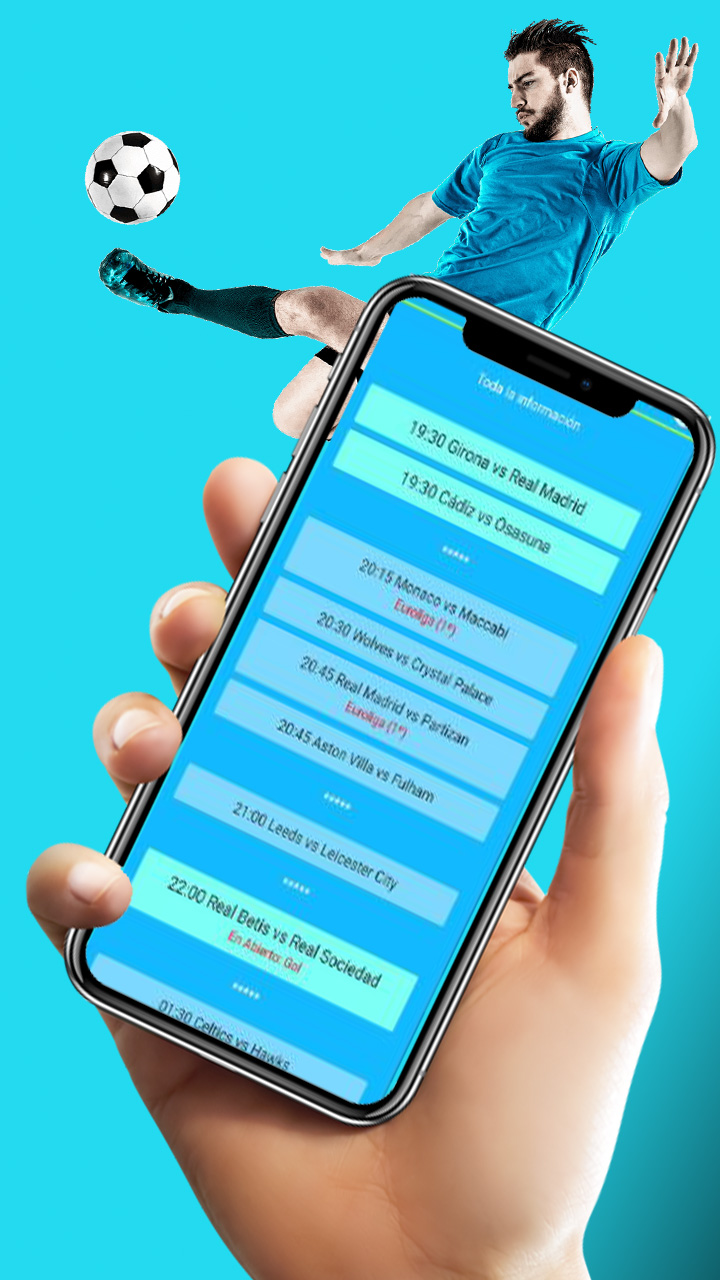 Toda la información
19:30 Girona vs Real Madrid
19:30 Cádiz vs Osasuna
*****
20:15 Monaco vs Maccabi
Euroliga (1ª)
20:30 Wolves vs Crystal Palace
20:45 Real Madrid vs Partizan
Euroliga (1ª)
20:45 Aston Villa vs Fulham
*****
21:00 Leeds vs Leicester City
*****
22:00 Real Betis vs Real Sociedad
En Abierto: Gol
*****
01:30 Celtics vs Hawks